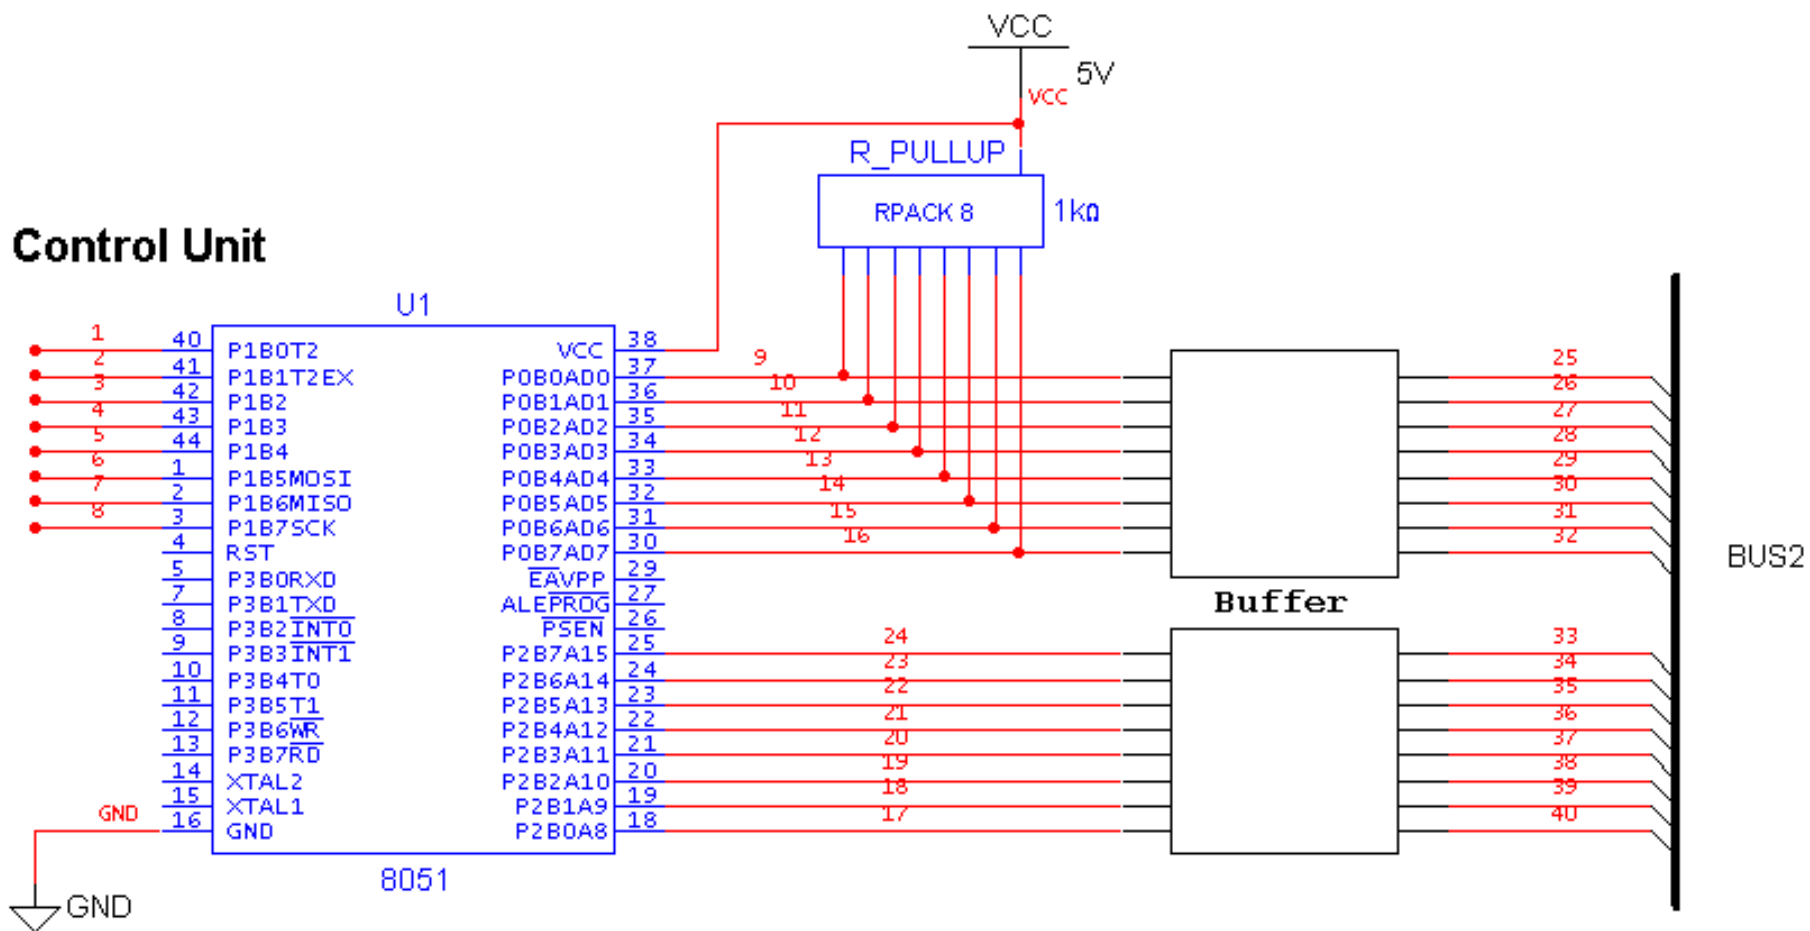 VCC
5V
VCC
R_PULLUP
RPACK 8
1kΩ
Control Unit
U1
1
2
3
4
5
6
7
8
40 P1B0T2
41 P1B1T2EX
42 P1B2
43 P1B3
44 P1B4
1 P1B5MOSI
2 P1B6MISO
3 P1B7SCK
4 RST
5 P3B0RXD
7 P3B1TXD
8 P3B2INT0
9 P3B3INT1
10 P3B4T0
11 P3B5T1
12 P3B6WR
13 P3B7RD
14 XTAL2
15 XTAL1
16 GND
VCC 38
P0B0AD0 37
P0B1AD1 36
P0B2AD2 35
P0B3AD3 34
P0B4AD4 33
P0B5AD5 32
P0B6AD6 31
P0B7AD7 30
EAVPP 29
ALEPROG 27
PSEN 26
P2B7A15 25
P2B6A14 24
P2B5A13 23
P2B4A12 22
P2B3A11 21
P2B2A10 20
P2B1A9 19
P2B0A8 18
9
10
11
12
13
14
15
16
24
23
22
21
20
19
18
17
Buffer
25
26
27
28
29
30
31
32
33
34
35
36
37
38
39
40
BUS2
GND
8051
GND